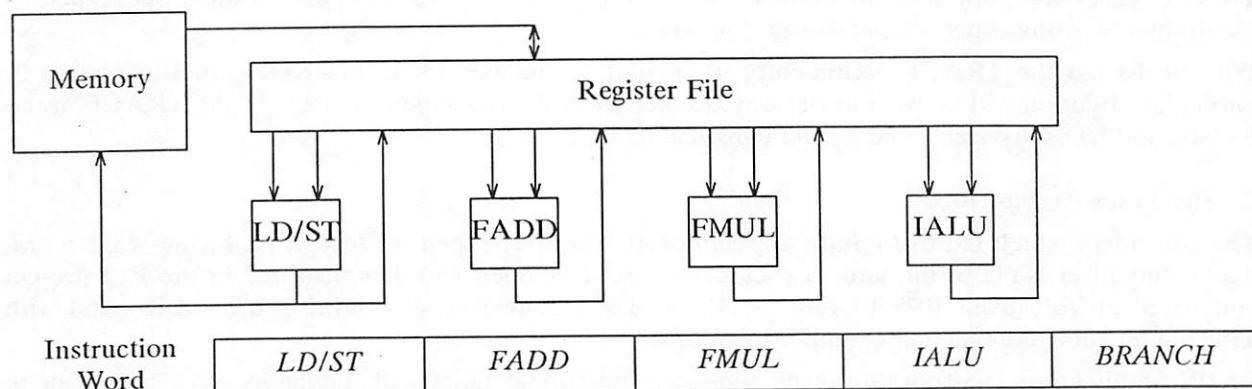 Memory
Register File
LD/ST
FADD
FMUL
IALU
Instruction
Word
LD/ST
FADD
FMUL
IALU
BRANCH